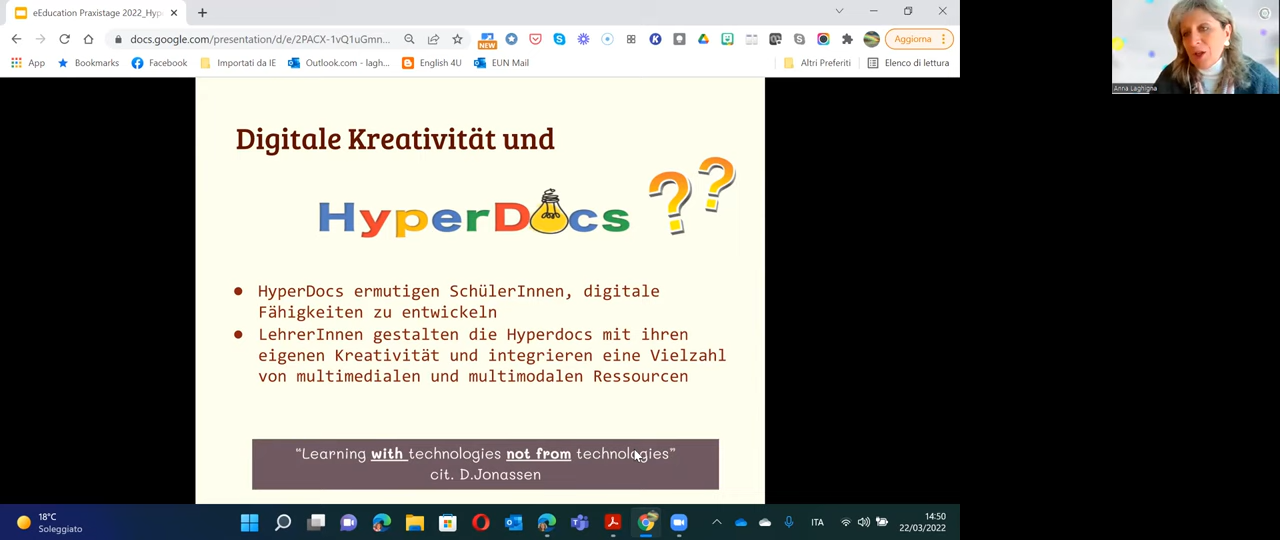 eEducation Praxistage 2022_Hyp
docs.google.com/presentation/d/e/2PACX-1vQ1uGmn...
NEW
Aggiorna
App
Bookmarks
Facebook
Importati da IE
Outlook.com - lagh...
English 4U
EUN Mail
Altri Preferiti
Elenco di lettura
Anna Laghigna
Digitale Kreativität und
HyperDocs ??
● HyperDocs ermutigen SchülerInnen, digitale
Fähigkeiten zu entwickeln
● LehrerInnen gestalten die Hyperdocs mit ihren
eigenen Kreativität und integrieren eine Vielzahl
von multimedialen und multimodalen Ressourcen
"Learning with technologies not from technologies"
cit. D.Jonassen
18°C
Soleggiato
ITA
14:50
22/03/2022